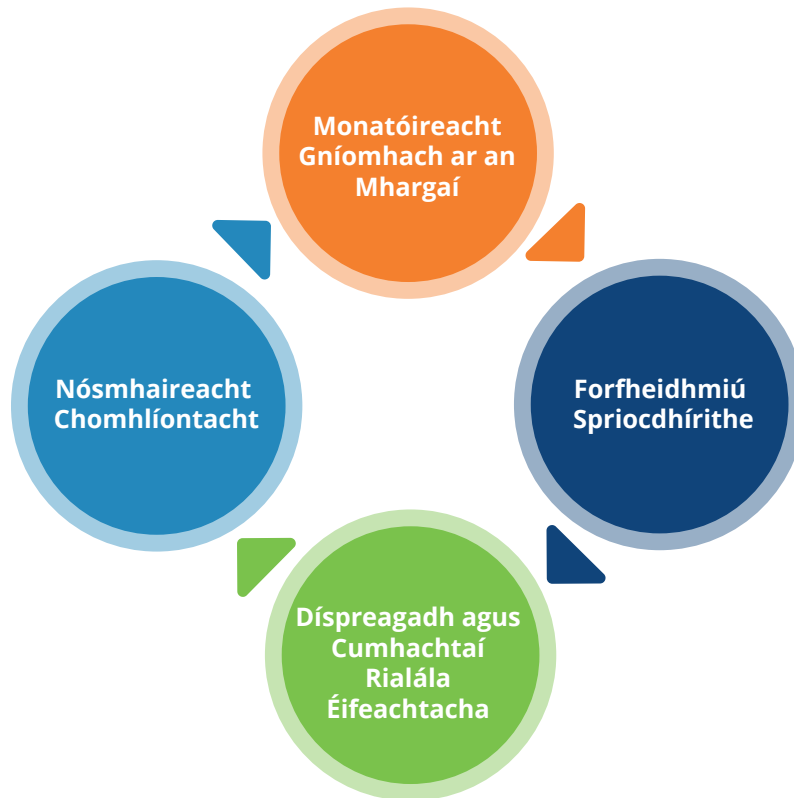 Monatóireacht
Gníomhach ar an
Mhargaí
Nósmhaireacht
Chomhlíontacht
Forfheidhmiú
Spriocdhírithe
Díspreagadh agus
Cumhachtaí
Rialála
Éifeachtacha